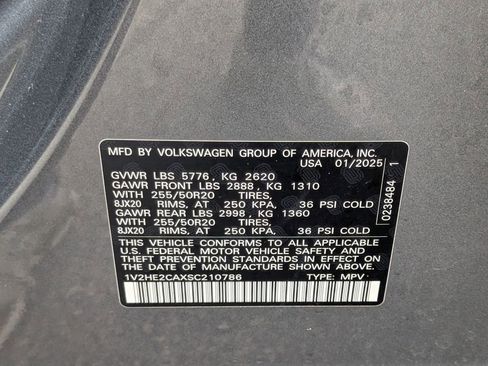 MFD BY VOLKSWAGEN GROUP OF AMERICA, INC.
USA 01/2025
GVWR LBS 5776, KG 2620
GAWR FRONT LBS 2888, KG 1310
WITH 255/50R20 TIRES,
8JX20 RIMS, AT 250 KPA, 36 PSI COLD
GAWR REAR LBS 2998, KG 1360
WITH 255/50R20 TIRES,
8JX20 RIMS, AT 250 KPA, 36 PSI COLD
THIS VEHICLE CONFORMS TO ALL APPLICABLE
U.S. FEDERAL MOTOR VEHICLE SAFETY AND
THEFT PREVENTION STANDARDS IN EFFECT ON
THE DATE OF MANUFACTURE SHOWN ABOVE.
1V2HE2CAXSC210786 TYPE: MPV
0238484 1